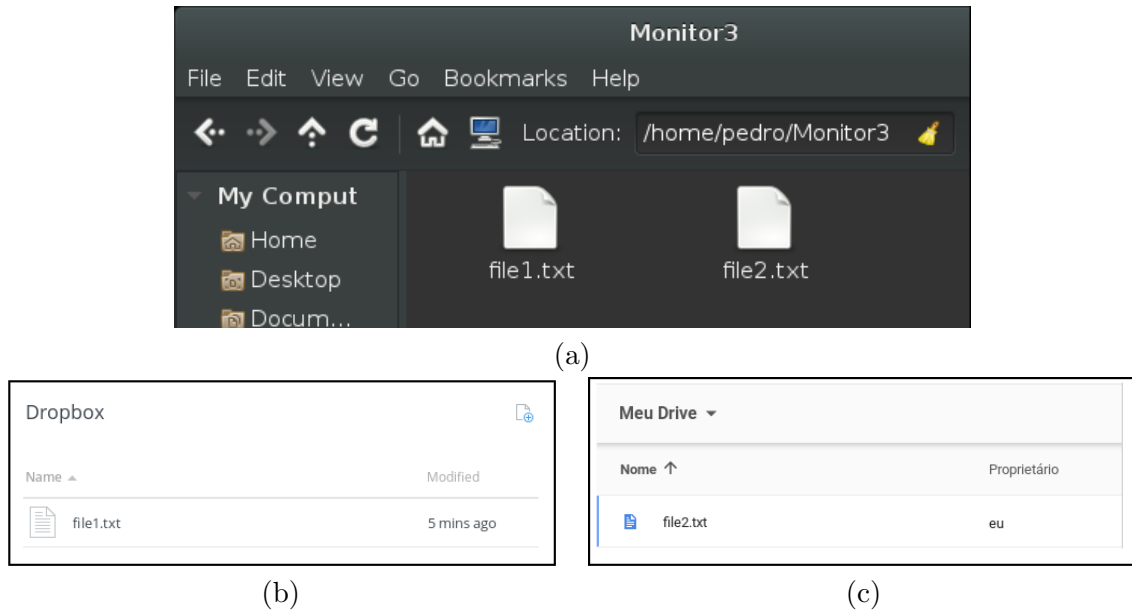 Monitor3
File Edit View Go Bookmarks Help
Location: /home/pedro/Monitor3
My Comput
Home
Desktop
Docum...
file1.txt file2.txt
(a)
Dropbox
Name Modified
file1.txt 5 mins ago
(b)
Meu Drive
Nome Proprietário
file2.txt eu
(c)